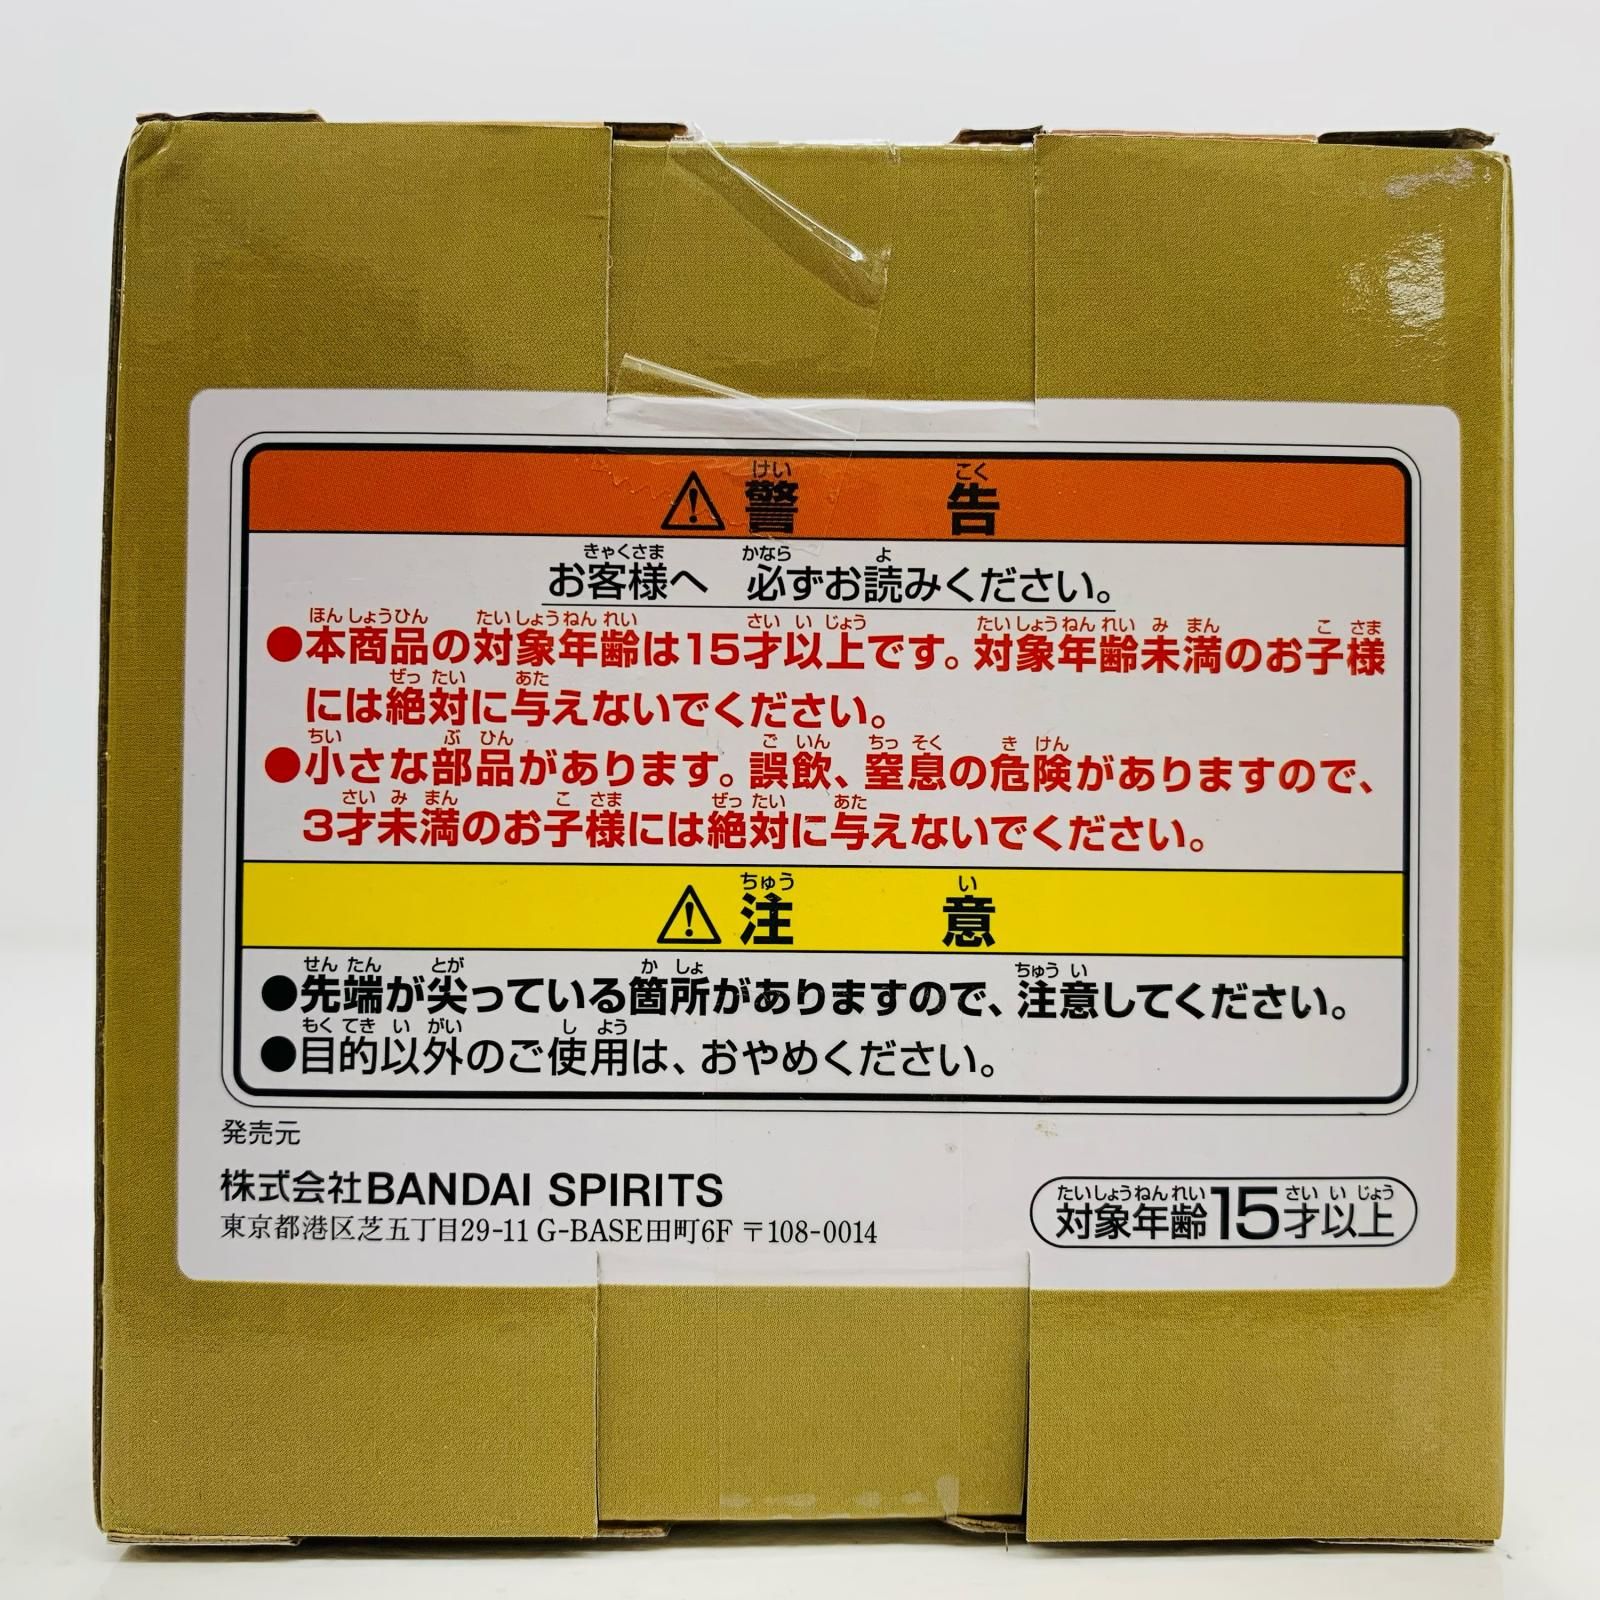 ⚠警告
お客様へ 必ずお読みください。
●本商品の対象年齢は15才以上です。対象年齢未満のお子様
には絶対に与えないでください。
●小さな部品があります。誤飲、窒息の危険がありますので、
3才未満のお子様には絶対に与えないでください。
⚠注意
●先端が尖っている箇所がありますので、注意してください。
●目的以外のご使用は、おやめください。
発売元
株式会社BANDAI SPIRITS
東京都港区芝五丁目29-11 G-BASE田町6F 〒108-0014
対象年齢15才以上